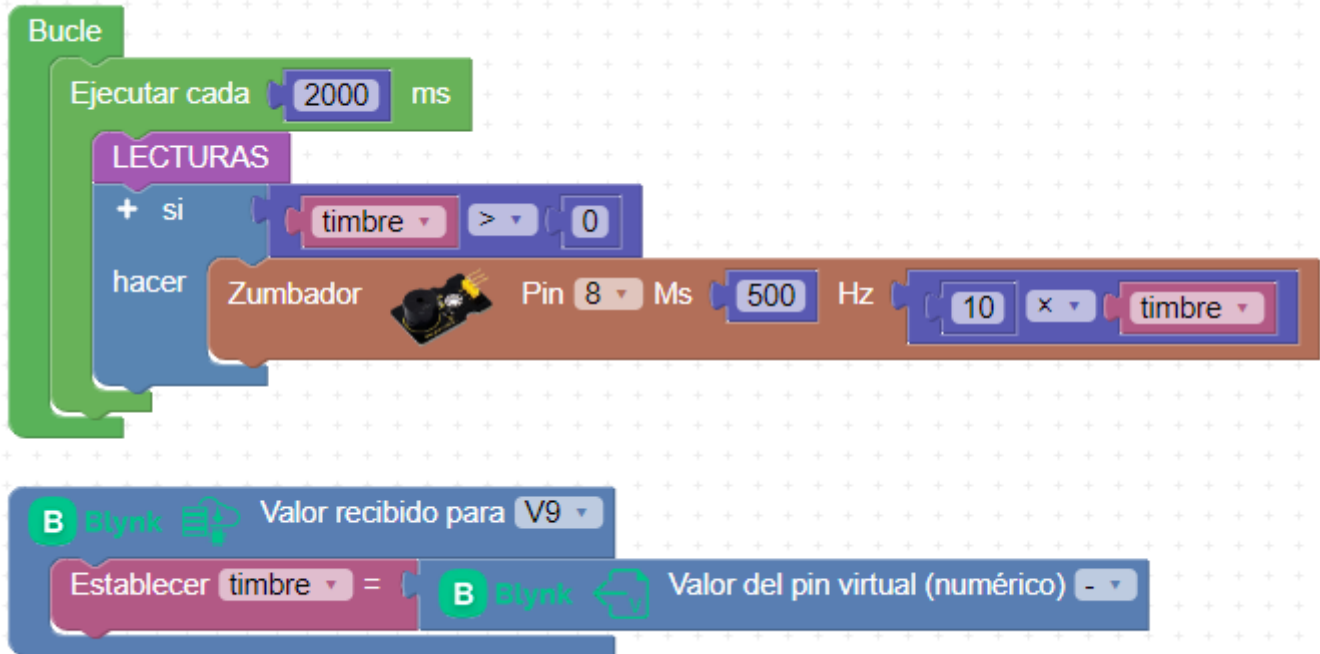 Bucle
Ejecutar cada 2000 ms
LECTURAS
+ si timbre > 0
hacer Zumbador Pin 8 Ms 500 Hz 10 × timbre
B Blynk Valor recibido para V9
Establecer timbre = B Blynk V Valor del pin virtual (numérico) -